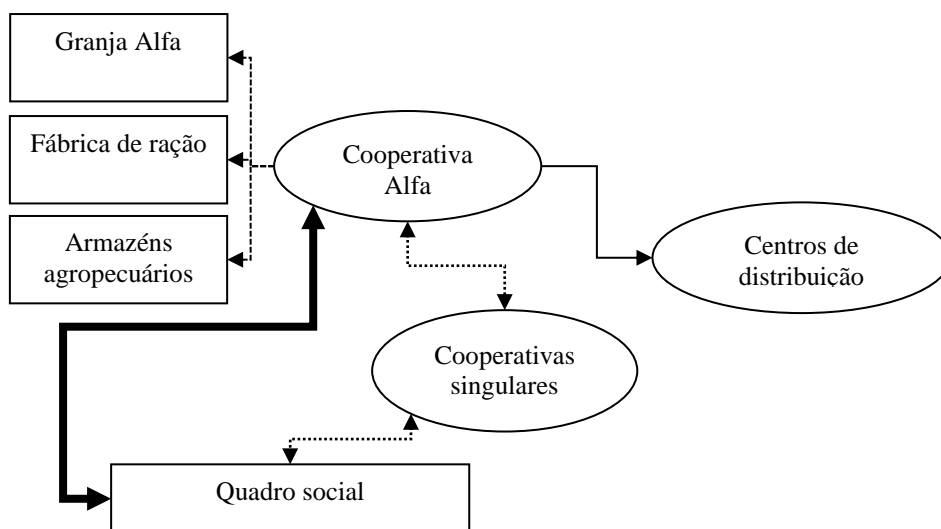 Granja Alfa
Fábrica de ração
Armazéns
agropecuários
Cooperativa
Alfa
Centros de
distribuição
Cooperativas
singulares
Quadro social